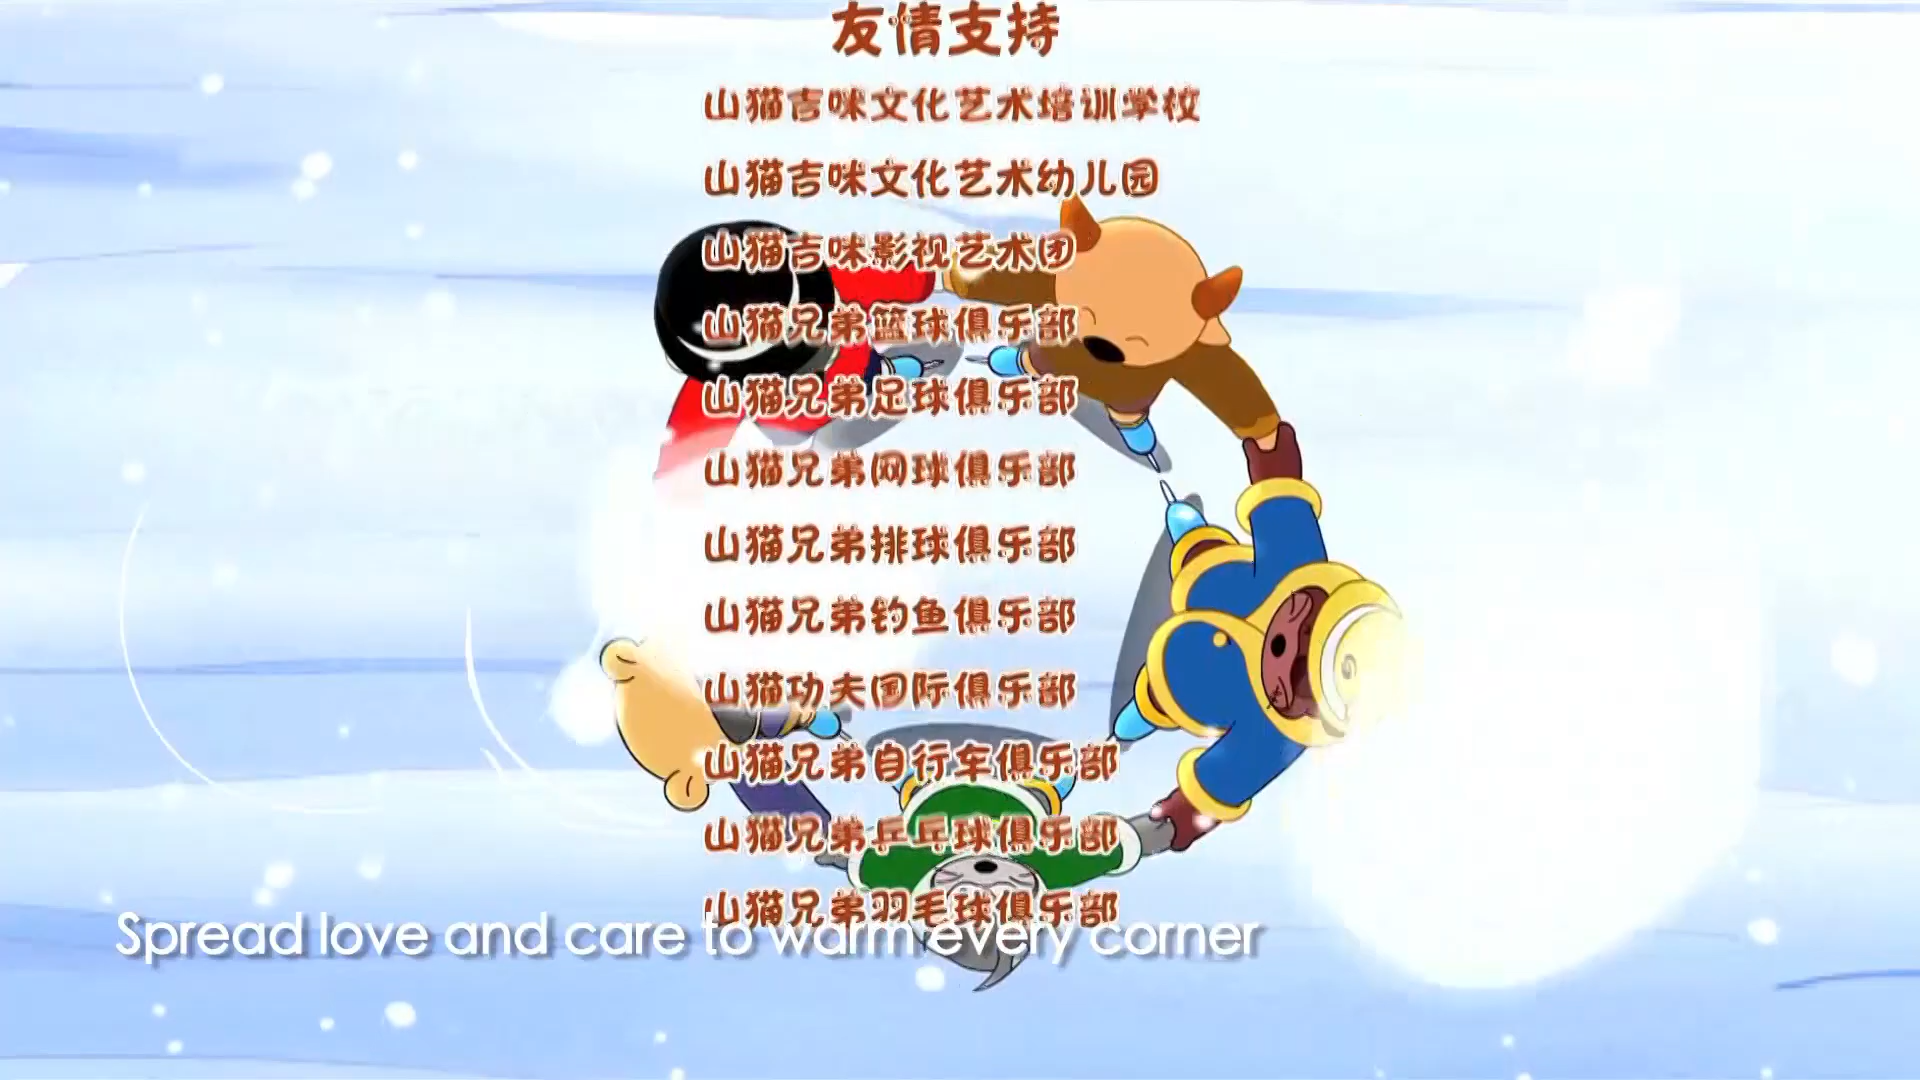 友情支持
山猫吉咪文化艺术培训学校
山猫吉咪文化艺术幼儿园
山猫吉咪影视艺术团
山猫兄弟篮球俱乐部
山猫兄弟足球俱乐部
山猫兄弟网球俱乐部
山猫兄弟排球俱乐部
山猫兄弟钓鱼俱乐部
山猫功夫国际俱乐部
山猫兄弟自行车俱乐部
山猫兄弟乒乓球俱乐部
山猫兄弟羽毛球俱乐部
Spread love and care to warm every corner